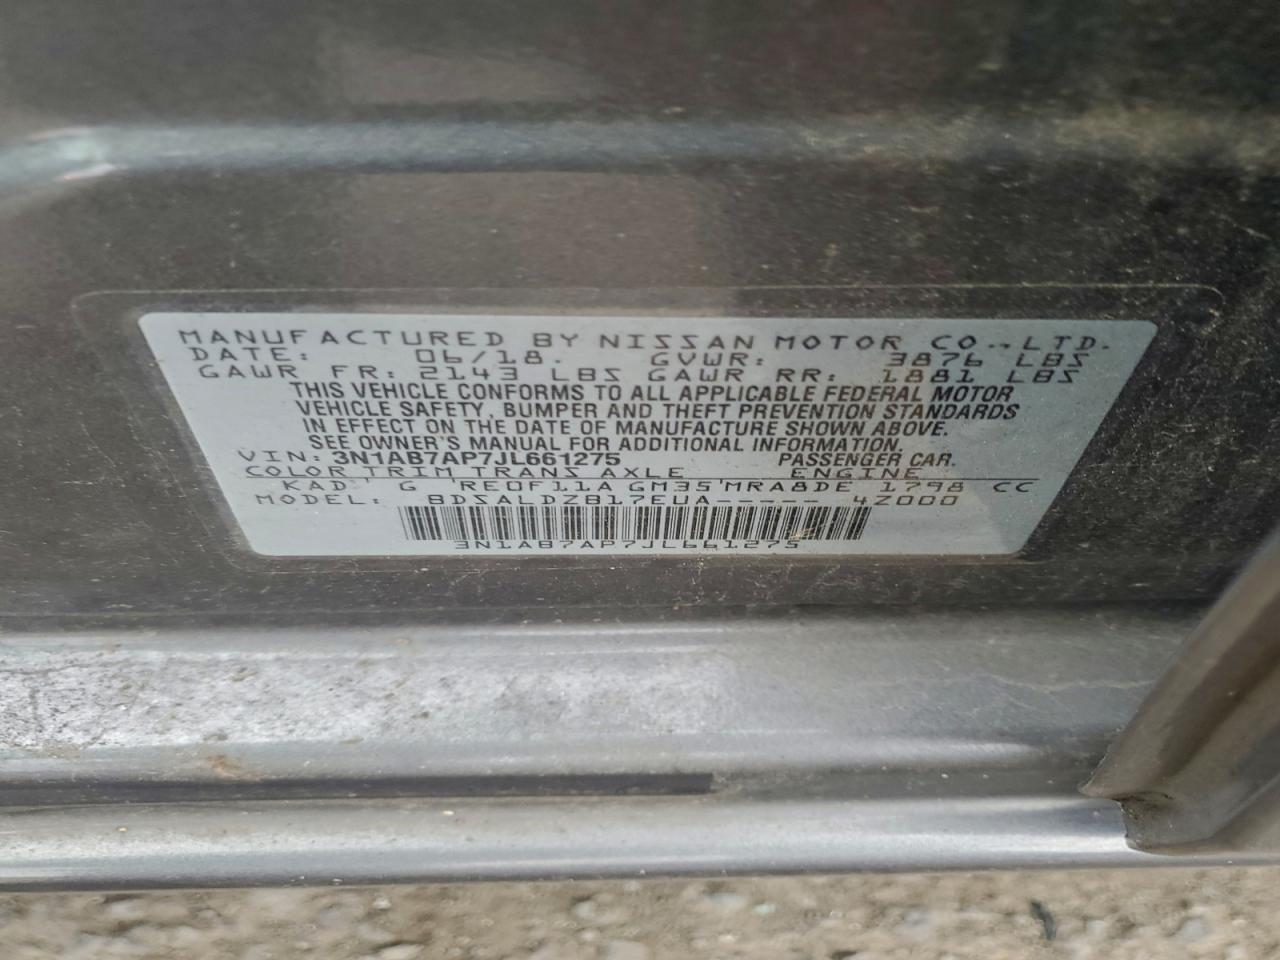 MANUFACTURED BY NISSAN MOTOR CO.,LTD.
DATE: 06/18. GVWR: 3876 LBS
GAWR FR: 2143 LBS GAWR RR: 1881 LBS
THIS VEHICLE CONFORMS TO ALL APPLICABLE FEDERAL MOTOR
VEHICLE SAFETY, BUMPER AND THEFT PREVENTION STANDARDS
IN EFFECT ON THE DATE OF MANUFACTURE SHOWN ABOVE.
SEE OWNER'S MANUAL FOR ADDITIONAL INFORMATION.
VIN: 3N1AB7AP7JL661275 PASSENGER CAR.
COLOR TRIM TRANS AXLE ENGINE
KAD G RE0F11A GM35 MRA8DE 1798 CC
MODEL: BDSALDZB17EUA----- 4Z000
3N1AB7AP7JL661275